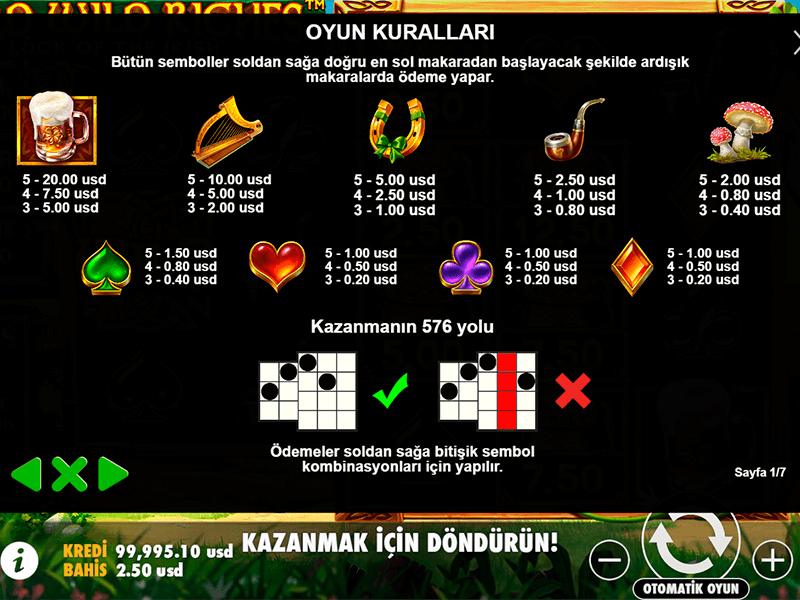 WILD RICHES™
OYUN KURALLARI
Bütün semboller soldan sağa doğru en sol makaradan başlayacak şekilde ardışık
makaralarda ödeme yapar.
5 - 20.00 usd
4 - 7.50 usd
3 - 5.00 usd
5 - 10.00 usd
4 - 5.00 usd
3 - 2.00 usd
5 - 5.00 usd
4 - 2.50 usd
3 - 1.00 usd
5 - 2.50 usd
4 - 1.00 usd
3 - 0.80 usd
5 - 2.00 usd
4 - 0.80 usd
3 - 0.40 usd
5 - 1.50 usd
4 - 0.80 usd
3 - 0.40 usd
5 - 1.00 usd
4 - 0.50 usd
3 - 0.20 usd
5 - 1.00 usd
4 - 0.50 usd
3 - 0.20 usd
5 - 1.00 usd
4 - 0.50 usd
3 - 0.20 usd
Kazanmanın 576 yolu
Ödemeler soldan sağa bitişik sembol
kombinasyonları için yapılır.
Sayfa 1/7
KREDİ 99,995.10 usd
BAHİS 2.50 usd
KAZANMAK İÇİN DÖNDÜRÜN!
OTOMATİK OYUN